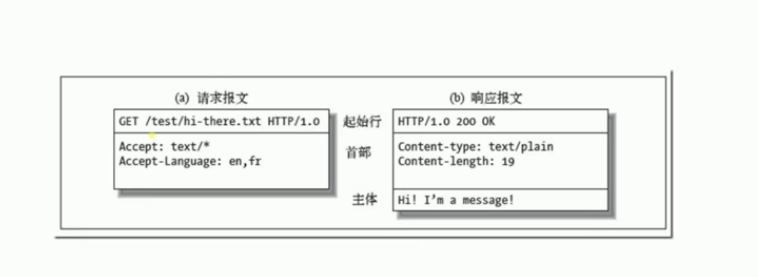 (a) 请求报文
GET /test/hi-there.txt HTTP/1.0
Accept: text/*
Accept-Language: en,fr
起始行
首部
主体
(b) 响应报文
HTTP/1.0 200 OK
Content-type: text/plain
Content-length: 19
Hi! I'm a message!